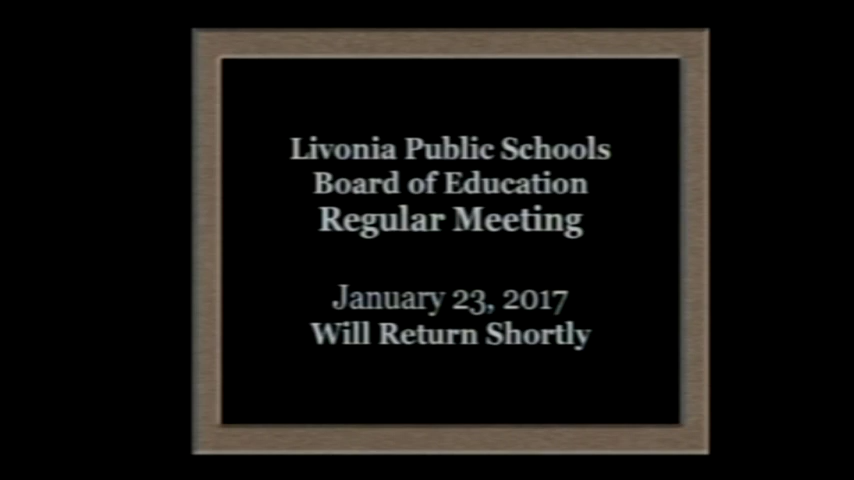 Livonia Public Schools
Board of Education
Regular Meeting
January 23, 2017
Will Return Shortly